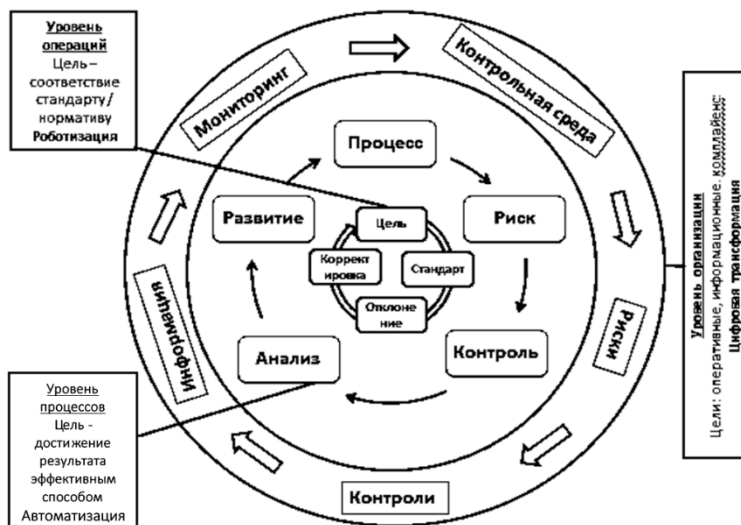 Уровень
операций
Цель –
соответствие
стандарту/
нормативу
Роботизация
Мониторинг
Контрольная среда
Процесс
Развитие
Риск
Цель
Коррект
ировка
Стандарт
Отклоне
ние
Анализ
Контроль
Информация
Риски
Контроли
Уровень
процессов
Цель -
достижение
результата
эффективным
способом
Автоматизация
Уровень организации
Цели: оперативные, информационные. комплайенс:
Цифровая трансформация